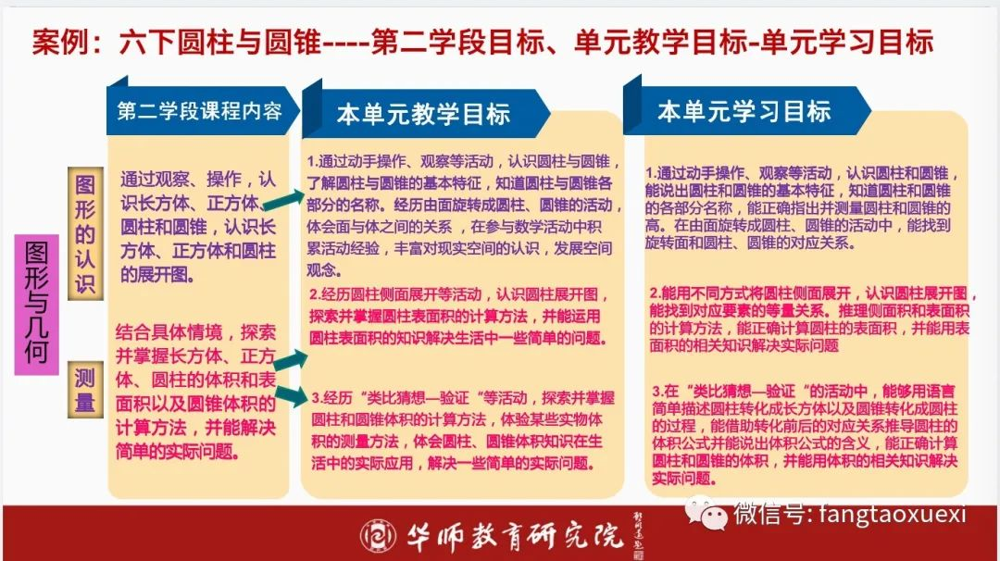 案例：六下圆柱与圆锥----第二学段目标、单元教学目标-单元学习目标
第二学段课程内容
本单元教学目标
本单元学习目标
图形与几何
图形的认识
测量
通过观察、操作，认
识长方体、正方体、
圆柱和圆锥，认识长
方体、正方体和圆柱
的展开图。
结合具体情境，探索
并掌握长方体、正方
体、圆柱的体积和表
面积以及圆锥体积的
计算方法，并能解决
简单的实际问题。
1.通过动手操作、观察等活动，认识圆柱与圆锥，
了解圆柱与圆锥的基本特征，知道圆柱与圆锥各
部分的名称。经历由面旋转成圆柱、圆锥的活动，
体会面与体之间的关系，在参与数学活动中积
累活动经验，丰富对现实空间的认识，发展空间
观念。
2.经历圆柱侧面展开等活动，认识圆柱展开图，
探索并掌握圆柱表面积的计算方法，并能运用
圆柱表面积的知识解决生活中一些简单的问题。
3.经历“类比猜想—验证“等活动，探索并掌握
圆柱和圆锥体积的计算方法，体验某些实物体
积的测量方法，体会圆柱、圆锥体积知识在生
活中的实际应用，解决一些简单的实际问题。
1.通过动手操作、观察等活动，认识圆柱和圆锥，
能说出圆柱和圆锥的基本特征，知道圆柱和圆锥
的各部分名称，能正确指出并测量圆柱和圆锥的
高。在由面旋转成圆柱、圆锥的活动中，能找到
旋转面和圆柱、圆锥的对应关系。
2.能用不同方式将圆柱侧面展开，认识圆柱展开图，
能找到对应要素的等量关系。推理侧面积和表面积
的计算方法，能正确计算圆柱的表面积，并能用表
面积的相关知识解决实际问题
3.在“类比猜想—验证“的活动中，能够用语言
简单描述圆柱转化成长方体以及圆锥转化成圆柱
的过程，能借助转化前后的对应关系推导圆柱的
体积公式并能说出体积公式的含义，能正确计算
圆柱和圆锥的体积，并能用体积的相关知识解决
实际问题。
华师教育研究院
微信号: fangtaoxuexi